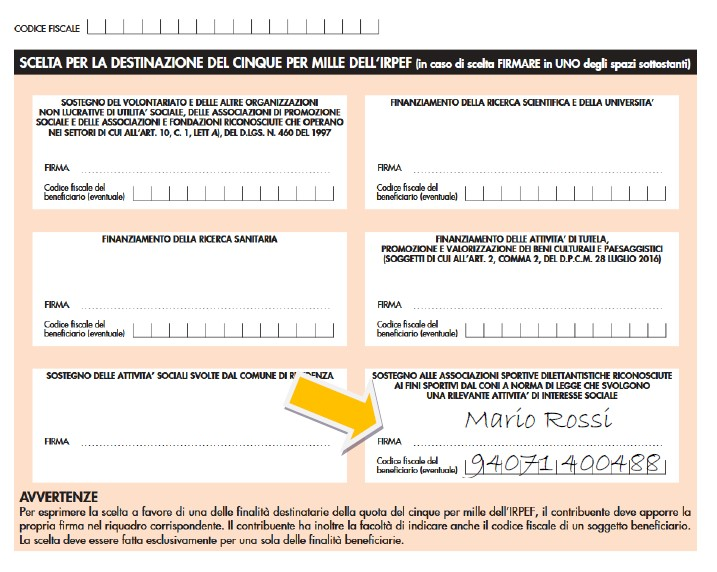 CODICE FISCALE
SCELTA PER LA DESTINAZIONE DEL CINQUE PER MILLE DELL'IRPEF (in caso di scelta FIRMARE in UNO degli spazi sottostanti)
SOSTEGNO DEL VOLONTARIATO E DELLE ALTRE ORGANIZZAZIONI
NON LUCRATIVE DI UTILITA' SOCIALE, DELLE ASSOCIAZIONI DI PROMOZIONE
SOCIALE E DELLE ASSOCIAZIONI E FONDAZIONI RICONOSCIUTE CHE OPERANO
NEI SETTORI DI CUI ALL'ART. 10, C. 1, LETT A), DEL D.LGS. N. 460 DEL 1997
FIRMA
Codice fiscale del
beneficiario (eventuale)
FINANZIAMENTO DELLA RICERCA SCIENTIFICA E DELLA UNIVERSITA'
FIRMA
Codice fiscale del
beneficiario (eventuale)
FINANZIAMENTO DELLA RICERCA SANITARIA
FIRMA
Codice fiscale del
beneficiario (eventuale)
FINANZIAMENTO DELLE ATTIVITA' DI TUTELA,
PROMOZIONE E VALORIZZAZIONE DEI BENI CULTURALI E PAESAGGISTICI
(SOGGETTI DI CUI ALL'ART. 2, COMMA 2, DEL D.P.C.M. 28 LUGLIO 2016)
FIRMA
Codice fiscale del
beneficiario (eventuale)
SOSTEGNO DELLE ATTIVITA' SOCIALI SVOLTE DAL COMUNE DI
FIRMA
SOSTEGNO ALLE ASSOCIAZIONI SPORTIVE DILETTANTISTICHE RICONOSCIUTE
AI FINI SPORTIVI DAL CONI A NORMA DI LEGGE CHE SVOLGONO
UNA RILEVANTE ATTIVITA' DI INTERESSE SOCIALE
Mario Rossi
FIRMA
Codice fiscale del
beneficiario (eventuale) 94071400488
AVVERTENZE
Per esprimere la scelta a favore di una delle finalità destinatarie della quota del cinque per mille dell'IRPEF, il contribuente deve apporre la
propria firma nel riquadro corrispondente. Il contribuente ha inoltre la facoltà di indicare anche il codice fiscale di un soggetto beneficiario.
La scelta deve essere fatta esclusivamente per una sola delle finalità beneficiarie.